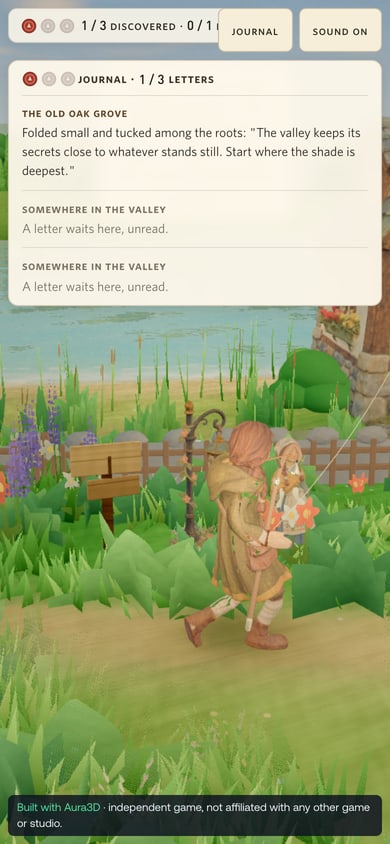 1 / 3 DISCOVERED · 0 / 1
JOURNAL
SOUND ON
JOURNAL · 1 / 3 LETTERS
THE OLD OAK GROVE
Folded small and tucked among the roots: "The valley keeps its
secrets close to whatever stands still. Start where the shade is
deepest."
SOMEWHERE IN THE VALLEY
A letter waits here, unread.
SOMEWHERE IN THE VALLEY
A letter waits here, unread.
Built with Aura3D · independent game, not affiliated with any other game
or studio.